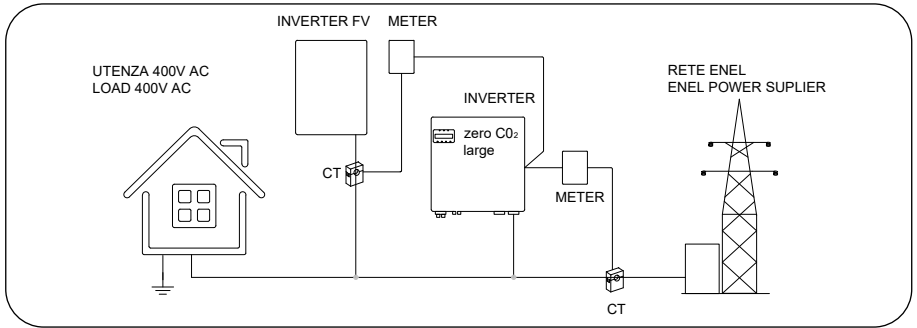 INVERTER FV
METER
UTENZA 400V AC
LOAD 400V AC
RETE ENEL
ENEL POWER SUPLIER
INVERTER
zero C0₂
large
CT
METER
CT